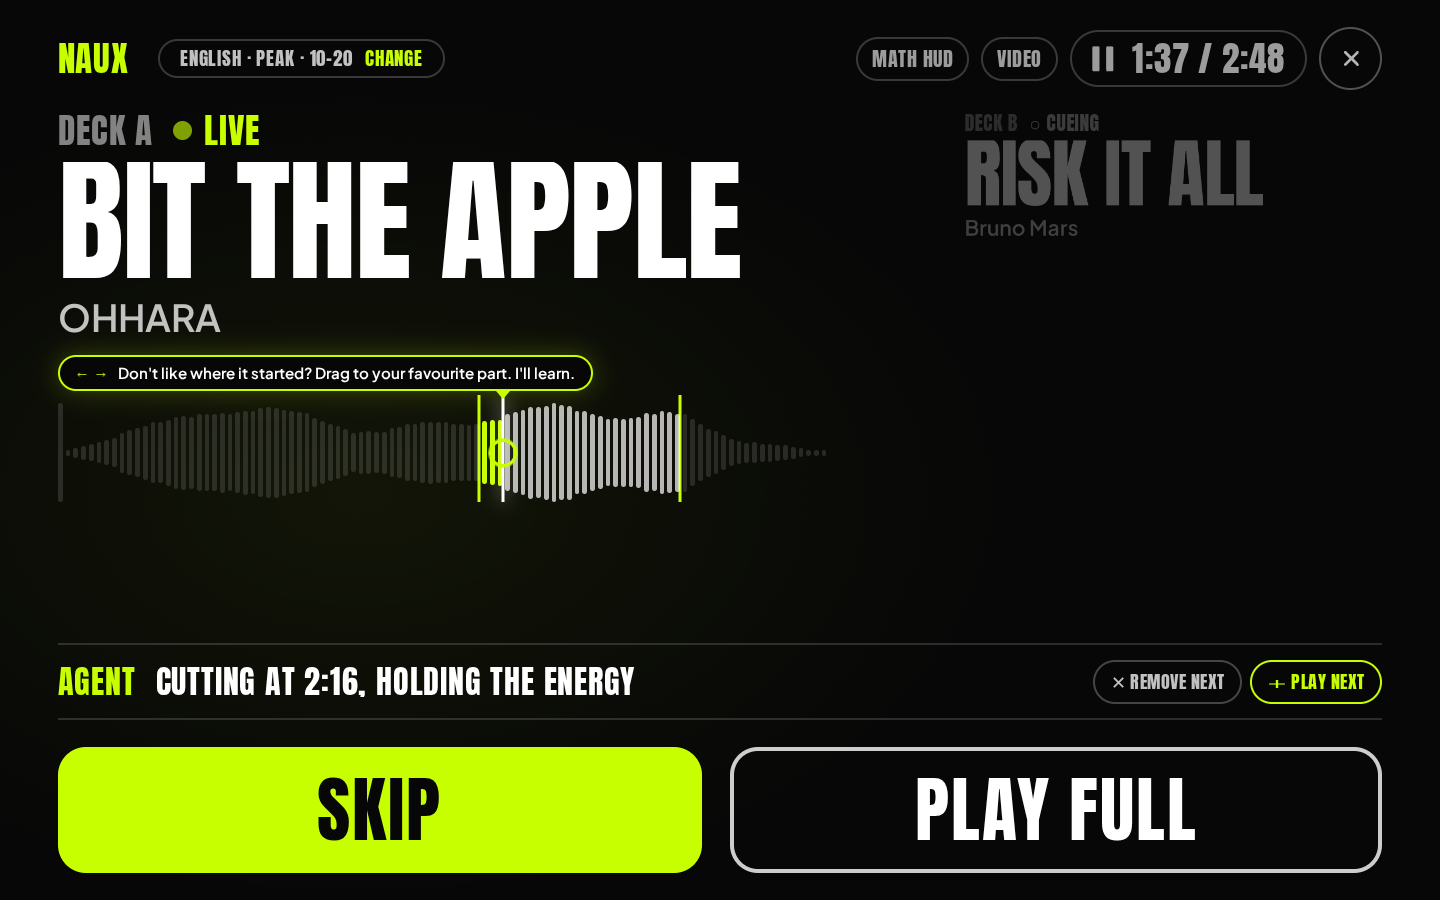 NAUX
ENGLISH · PEAK · 10-20 CHANGE
MATH HUD
VIDEO
1:37 / 2:48
DECK A LIVE
BIT THE APPLE
OHHARA
DECK B ○ CUEING
RISK IT ALL
Bruno Mars
← → Don't like where it started? Drag to your favourite part. I'll learn.
AGENT CUTTING AT 2:16, HOLDING THE ENERGY
✕ REMOVE NEXT
+ PLAY NEXT
SKIP
PLAY FULL